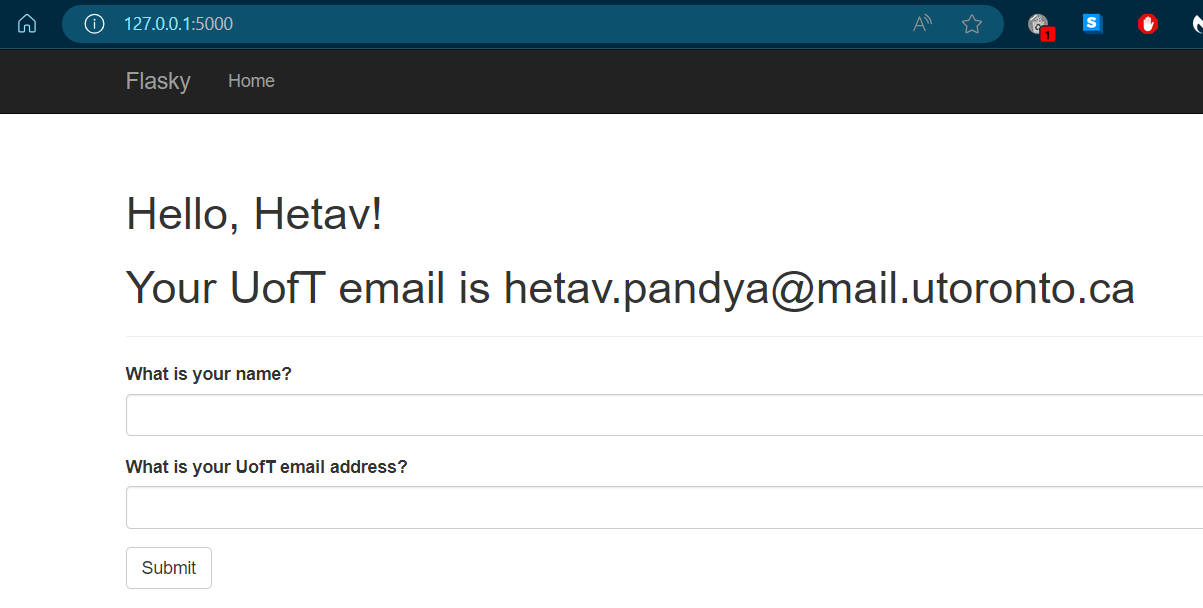 127.0.0.1:5000
A
S
1
Flasky Home
Hello, Hetav!
Your UofT email is hetav.pandya@mail.utoronto.ca
What is your name?
What is your UofT email address?
Submit